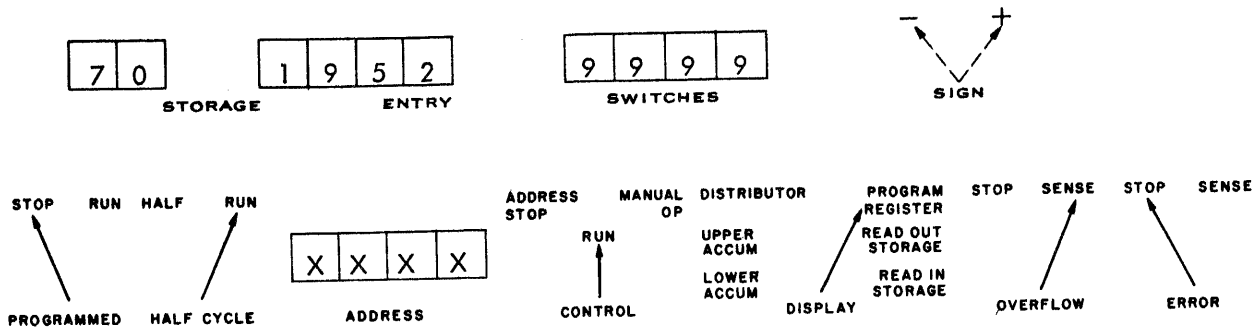 − +
7 0 1 9 5 2 9 9 9 9
STORAGE ENTRY SWITCHES SIGN
STOP RUN HALF RUN ADDRESS STOP MANUAL OP DISTRIBUTOR PROGRAM REGISTER STOP SENSE STOP SENSE
RUN UPPER ACCUM READ OUT STORAGE
X X X X LOWER ACCUM READ IN STORAGE
PROGRAMMED HALF CYCLE ADDRESS CONTROL DISPLAY OVERFLOW ERROR